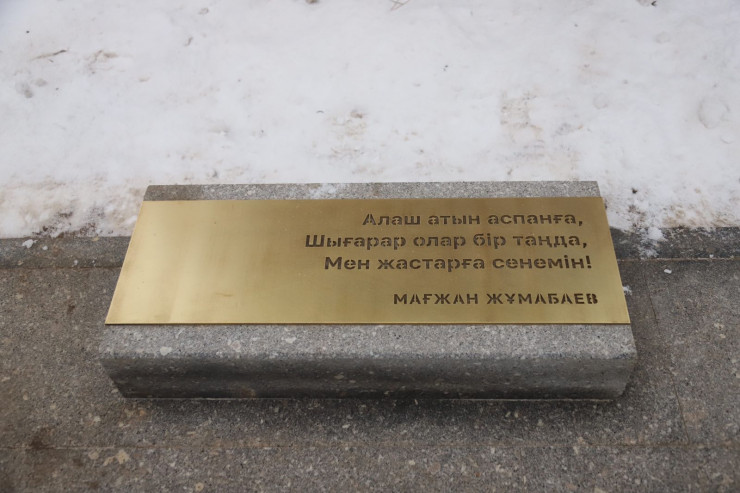 Алаш атын аспанға,
Шығарар олар бір таңда,
Мен жастарға сенемін!
МАҒЖАН ЖҰМАБАЕВ